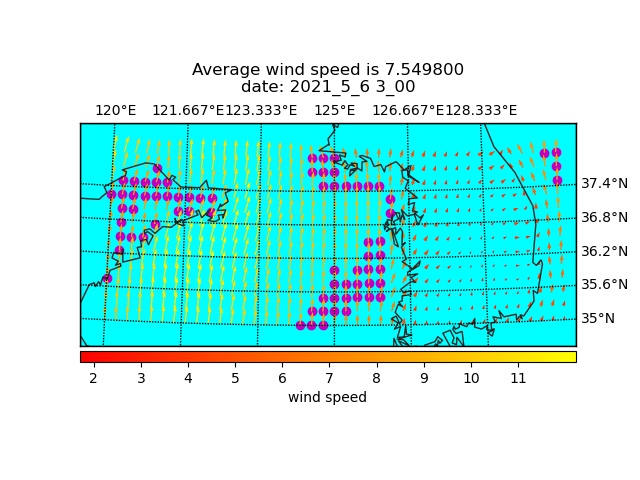 Average wind speed is 7.549800
date: 2021_5_6 3_00
120°E 121.667°E 123.333°E 125°E 126.667°E 128.333°E
37.4°N
36.8°N
36.2°N
35.6°N
35°N
2 3 4 5 6 7 8 9 10 11
wind speed